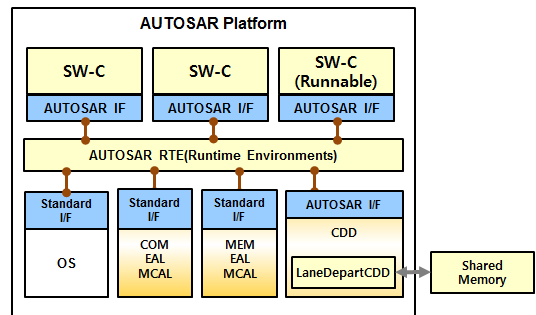 AUTOSAR Platform
SW-C
SW-C
SW-C
(Runnable)
AUTOSAR IF
AUTOSAR I/F
AUTOSAR I/F
AUTOSAR RTE(Runtime Environments)
Standard
I/F
OS
Standard
I/F
COM
EAL
MCAL
Standard
I/F
MEM
EAL
MCAL
AUTOSAR I/F
CDD
LaneDepartCDD
Shared
Memory